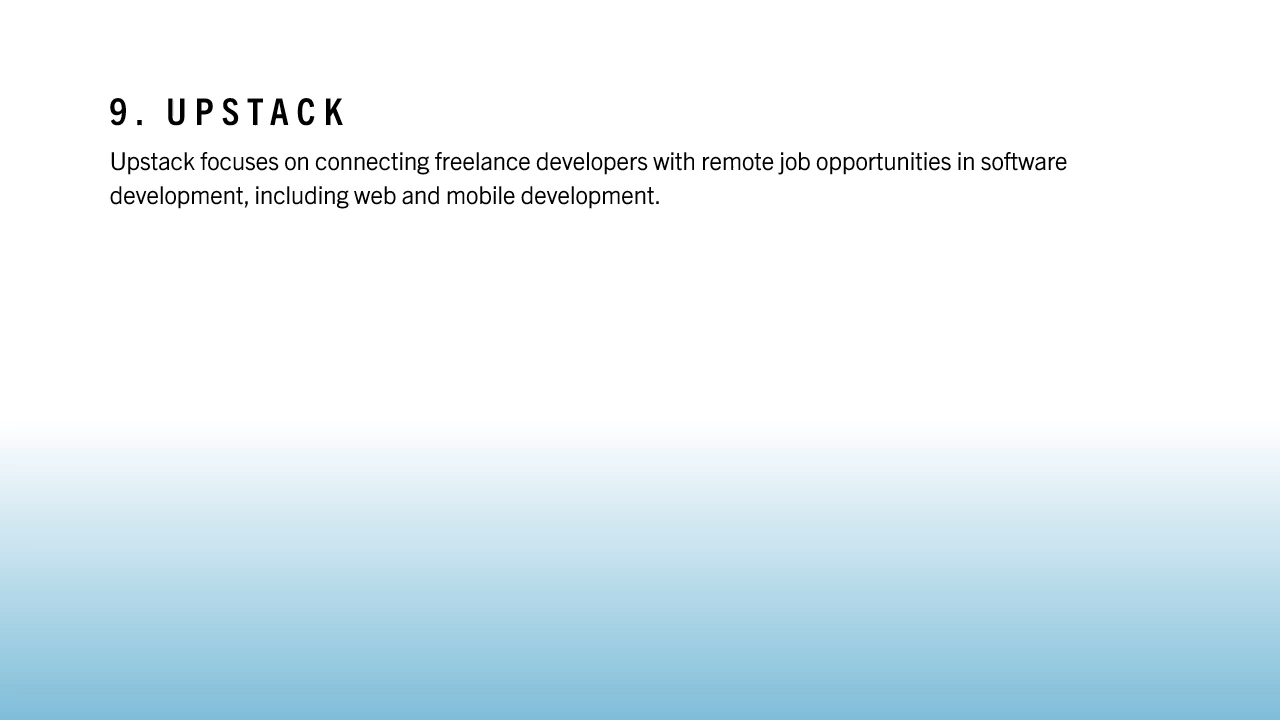 9. UPSTACK
Upstack focuses on connecting freelance developers with remote job opportunities in software
development, including web and mobile development.